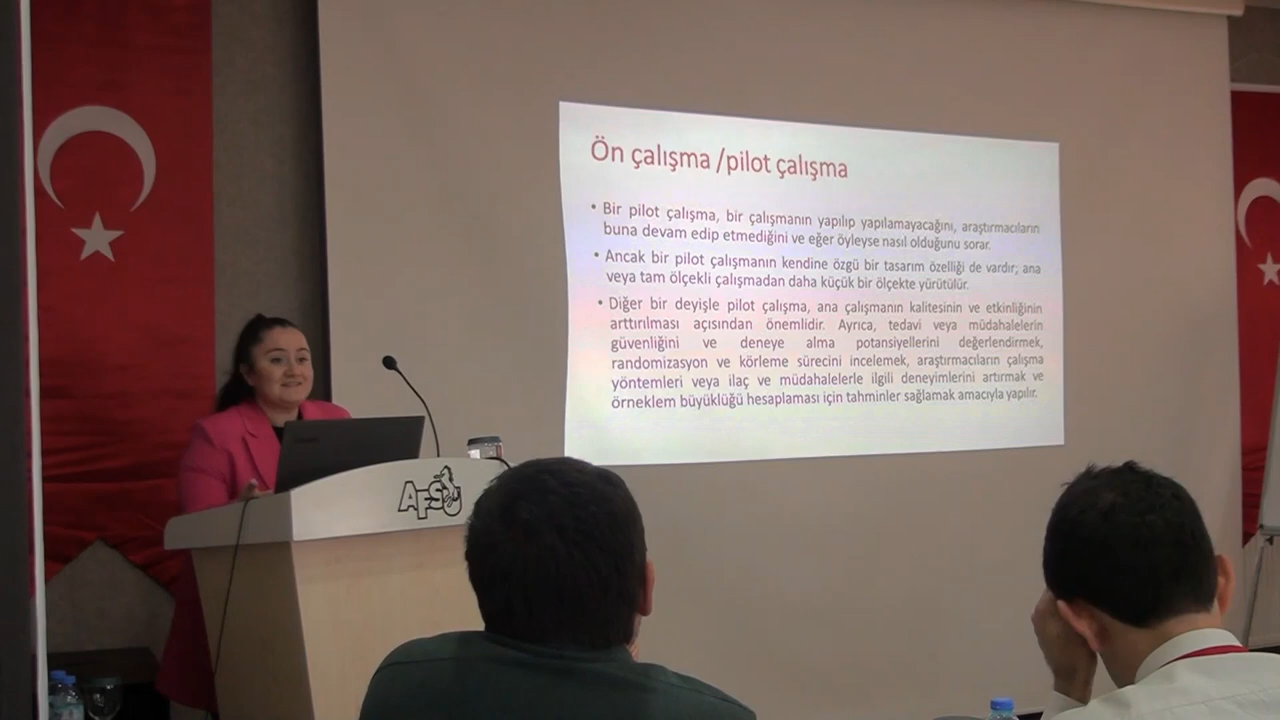 Ön çalışma /pilot çalışma
• Bir pilot çalışma, bir çalışmanın yapılıp yapılamayacağını, araştırmacıların
buna devam edip etmediğini ve eğer öyleyse nasıl olduğunu sorar.
• Ancak bir pilot çalışmanın kendine özgü bir tasarım özelliği de vardır; ana
veya tam ölçekli çalışmadan daha küçük bir ölçekte yürütülür.
• Diğer bir deyişle pilot çalışma, ana çalışmanın kalitesinin ve etkinliğinin
arttırılması açısından önemlidir. Ayrıca, tedavi veya müdahalelerin
güvenliğini ve deneye alma potansiyellerini değerlendirmek,
randomizasyon ve körleme sürecini incelemek, araştırmacıların çalışma
yöntemleri veya ilaç ve müdahalelerle ilgili deneyimlerini artırmak ve
örneklem büyüklüğü hesaplaması için tahminler sağlamak amacıyla yapılır.
AFSU